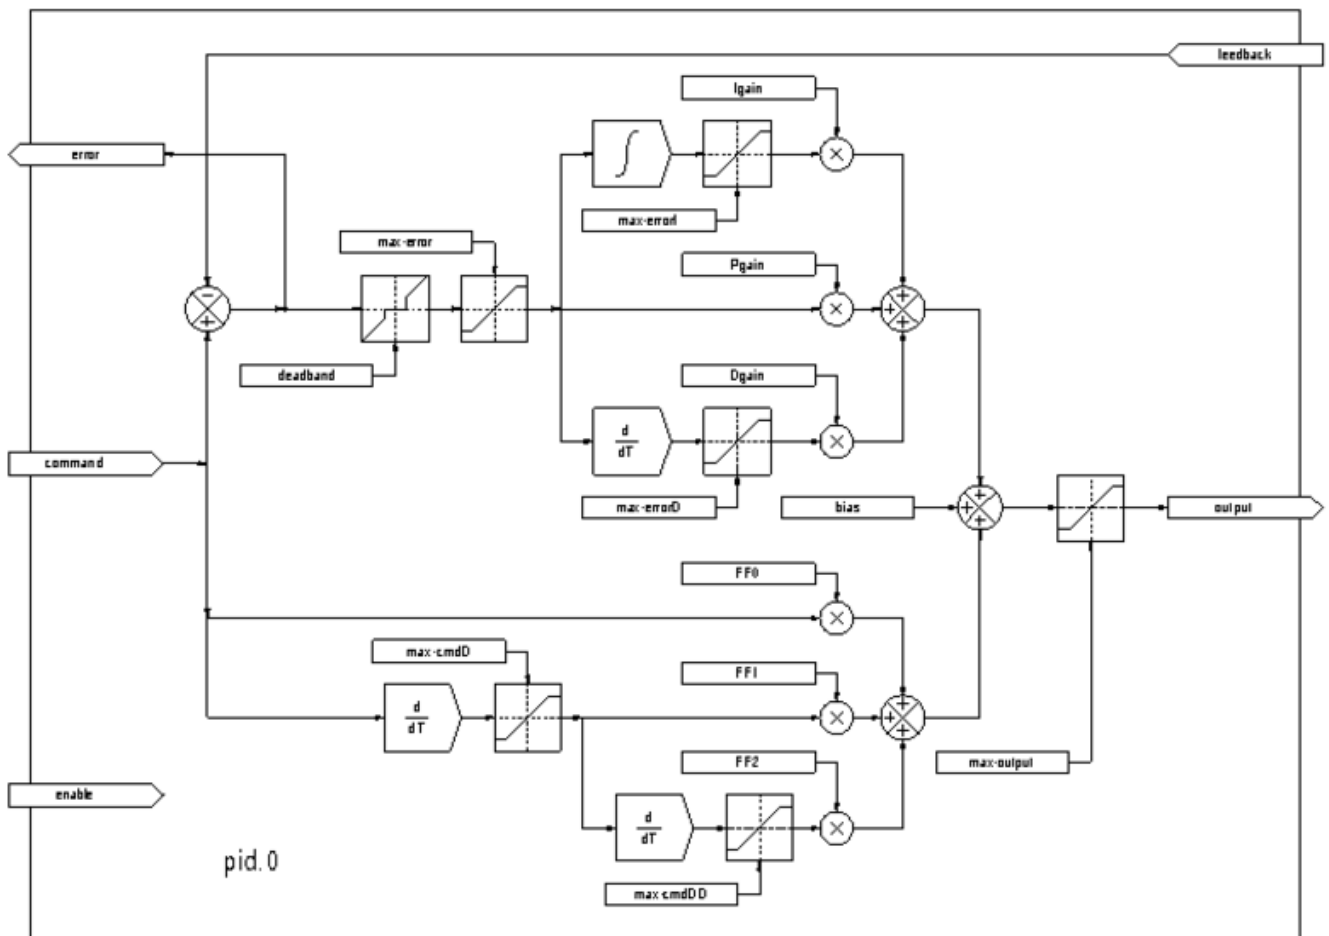 feedback
Igain
error
max-errorI
max-error
Pgain
−
+
+
+
+
deadband
Dgain
command
d
dT
max-errorD
bias
+
+
+
output
FF0
max-cmdD
FF1
d
dT
+
+
+
FF2
max-output
enable
d
dT
pid.0
max-cmdDD